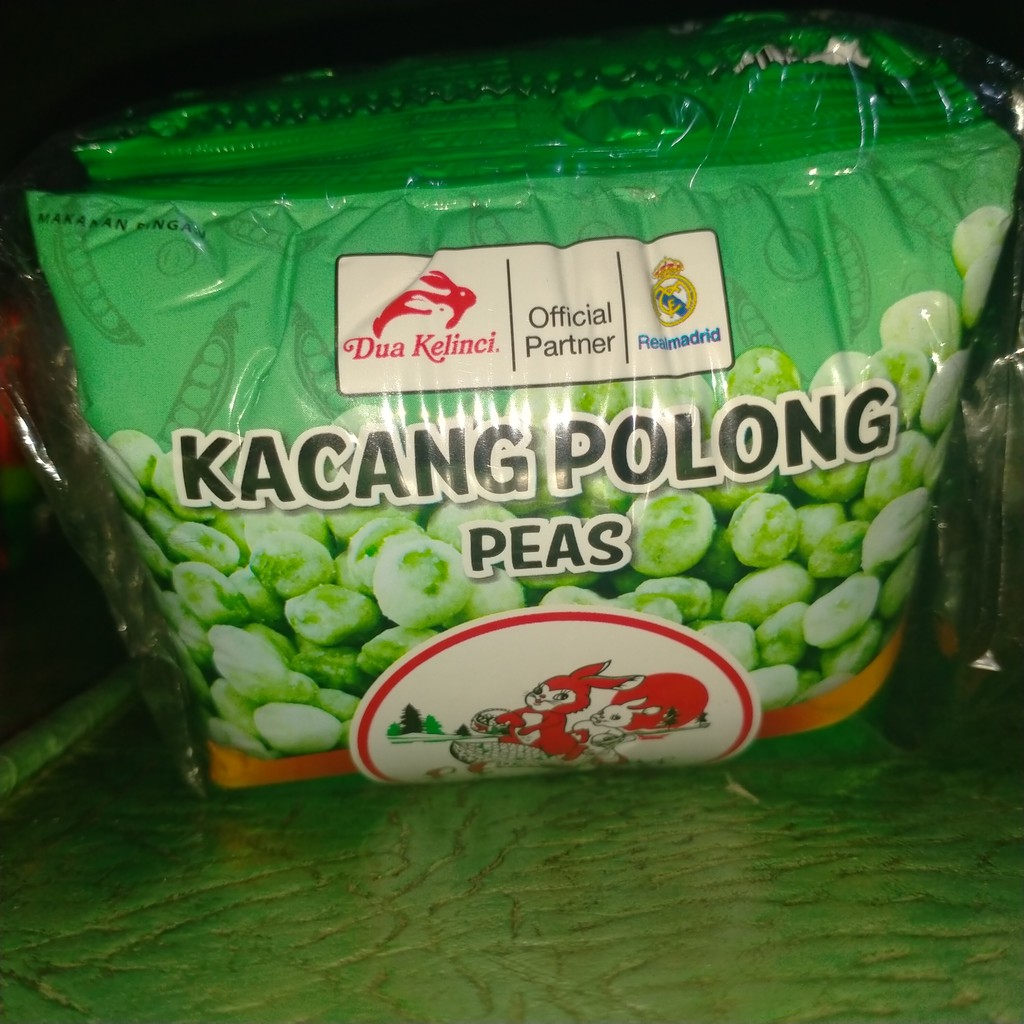 MAKANAN RINGAN
Dua Kelinci.
Official
Partner
Realmadrid
KACANG POLONG
PEAS